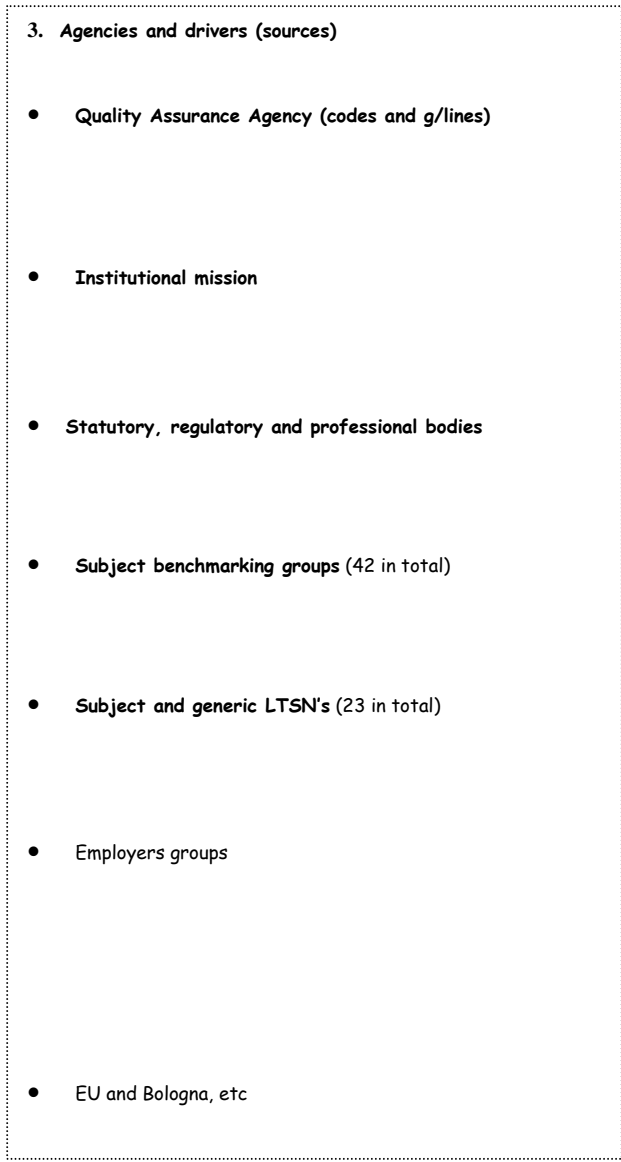 3. Agencies and drivers (sources)
● Quality Assurance Agency (codes and g/lines)
● Institutional mission
● Statutory, regulatory and professional bodies
● Subject benchmarking groups (42 in total)
● Subject and generic LTSN's (23 in total)
● Employers groups
● EU and Bologna, etc